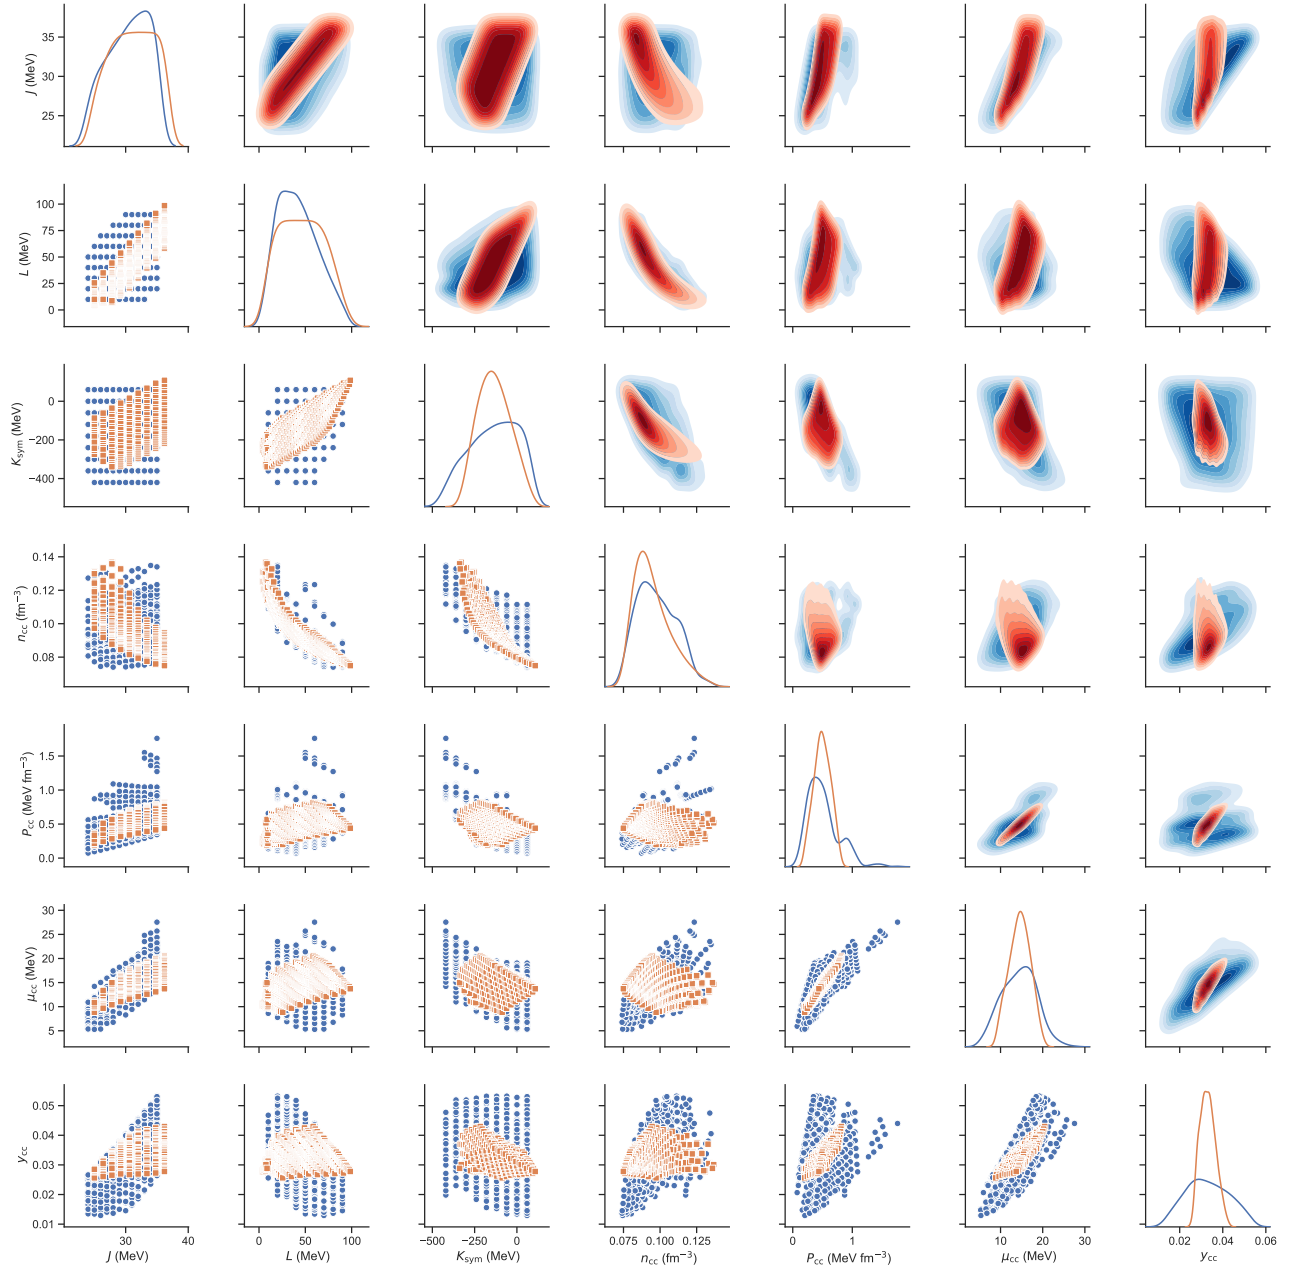 J (MeV)
35
30
25
L (MeV)
100
75
50
25
0
K_sym (MeV)
0
−200
−400
n_cc (fm⁻³)
0.14
0.12
0.10
0.08
P_cc (MeV fm⁻³)
1.5
1.0
0.5
0.0
μ_cc (MeV)
30
25
20
15
10
5
y_cc
0.05
0.04
0.03
0.02
0.01
30 40
0 50 100
−500 −250 0
0.075 0.100 0.125
0 1
0 10 20 30
0.02 0.04 0.06
J (MeV)
L (MeV)
K_sym (MeV)
n_cc (fm⁻³)
P_cc (MeV fm⁻³)
μ_cc (MeV)
y_cc